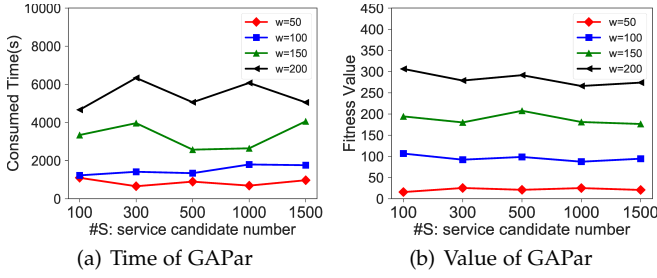 10000
8000
6000
4000
2000
0
Consumed Time(s)
w=50
w=100
w=150
w=200
100 300 500 1000 1500
#S: service candidate number
(a) Time of GAPar
450
400
350
300
250
200
150
100
50
0
Fitness Value
w=50
w=100
w=150
w=200
100 300 500 1000 1500
#S: service candidate number
(b) Value of GAPar